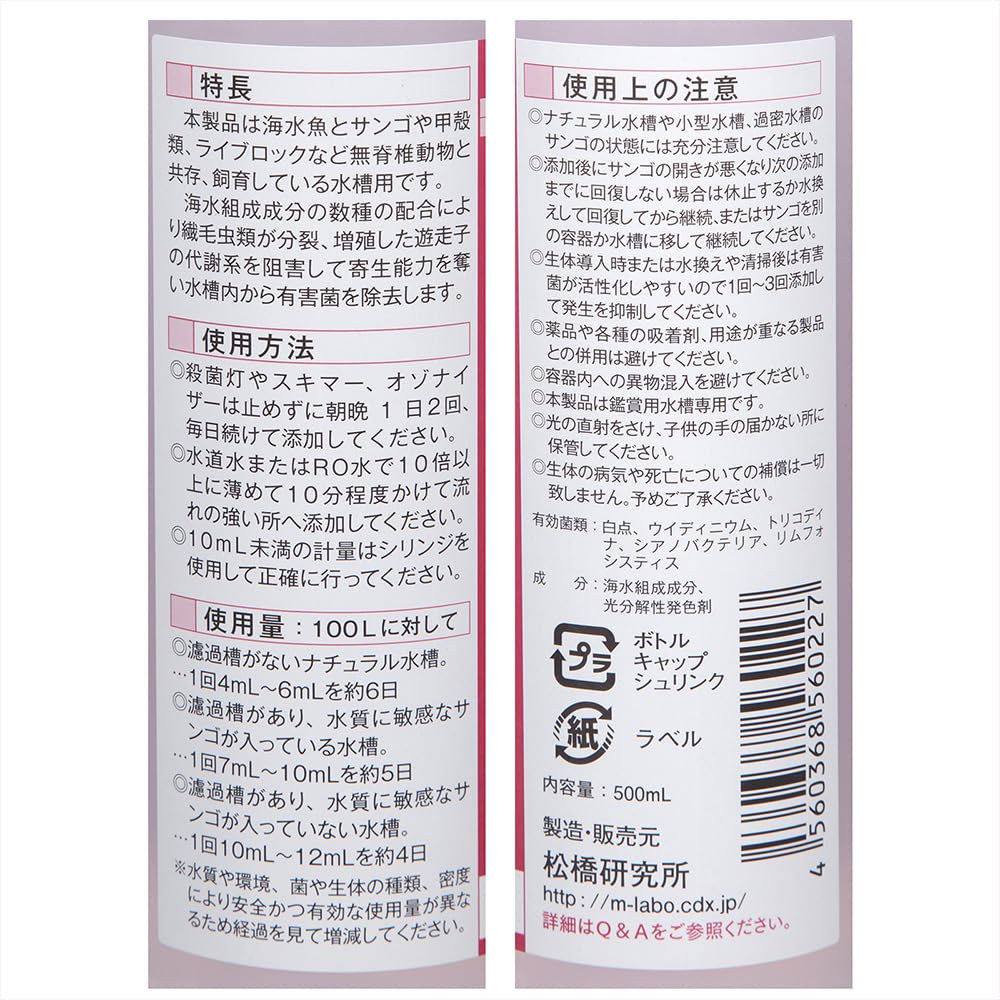 特長
本製品は海水魚とサンゴや甲殻
類、ライブロックなど無脊椎動物と
共存、飼育している水槽用です。
海水組成成分の数種の配合によ
り繊毛虫類が分裂、増殖した遊走子
の代謝系を阻害して寄生能力を奪
い水槽内から有害菌を除去します。
使用方法
◎殺菌灯やスキマー、オゾナイ
ザーは止めずに朝晩 1 日2回、
毎日続けて添加してください。
◎水道水またはRO水で10倍以
上に薄めて10分程度かけて流
れの強い所へ添加してください。
◎10mL未満の計量はシリンジを
使用して正確に行ってください。
使用量：100Lに対して
◎濾過槽がないナチュラル水槽。
…1回4mL〜6mLを約6日
◎濾過槽があり、水質に敏感なサ
ンゴが入っている水槽。
…1回7mL〜10mLを約5日
◎濾過槽があり、水質に敏感なサ
ンゴが入っていない水槽。
…1回10mL〜12mLを約4日
※水質や環境、菌や生体の種類、密度
により安全かつ有効な使用量が異な
るため経過を見て増減してください。
使用上の注意
◎ナチュラル水槽や小型水槽、過密水槽の
サンゴの状態には充分注意してください。
◎添加後にサンゴの開きが悪くなり次の添加
までに回復しない場合は休止するか水換
えして回復してから継続、またはサンゴを別
の容器か水槽に移して継続してください。
◎生体導入時または水換えや清掃後は有害
菌が活性化しやすいので1回〜3回添加し
て発生を抑制してください。
◎薬品や各種の吸着剤、用途が重なる製品
との併用は避けてください。
◎容器内への異物混入を避けてください。
◎本製品は鑑賞用水槽専用です。
◎光の直射をさけ、子供の手の届かない所に
保管してください。
◎生体の病気や死亡についての補償は一切
致しません。予めご了承ください。
有効菌類：白点、ウイディニウム、トリコディ
ナ、シアノバクテリア、リムフォ
システィス
成　分：海水組成成分、
光分解性発色剤
プラ
ボトル
キャップ
シュリンク
紙
ラベル
内容量：500mL
製造・販売元
松橋研究所
http://m-labo.cdx.jp/
詳細はQ＆Aをご参照ください。
4 560368 560227